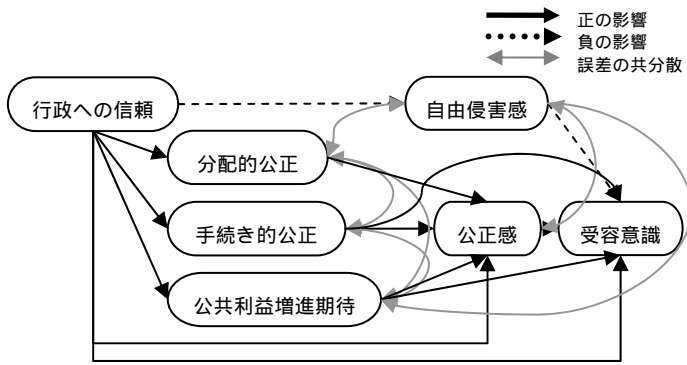 正の影響
負の影響
誤差の共分散
行政への信頼
自由侵害感
分配的公正
手続き的公正
公正感
受容意識
公共利益増進期待